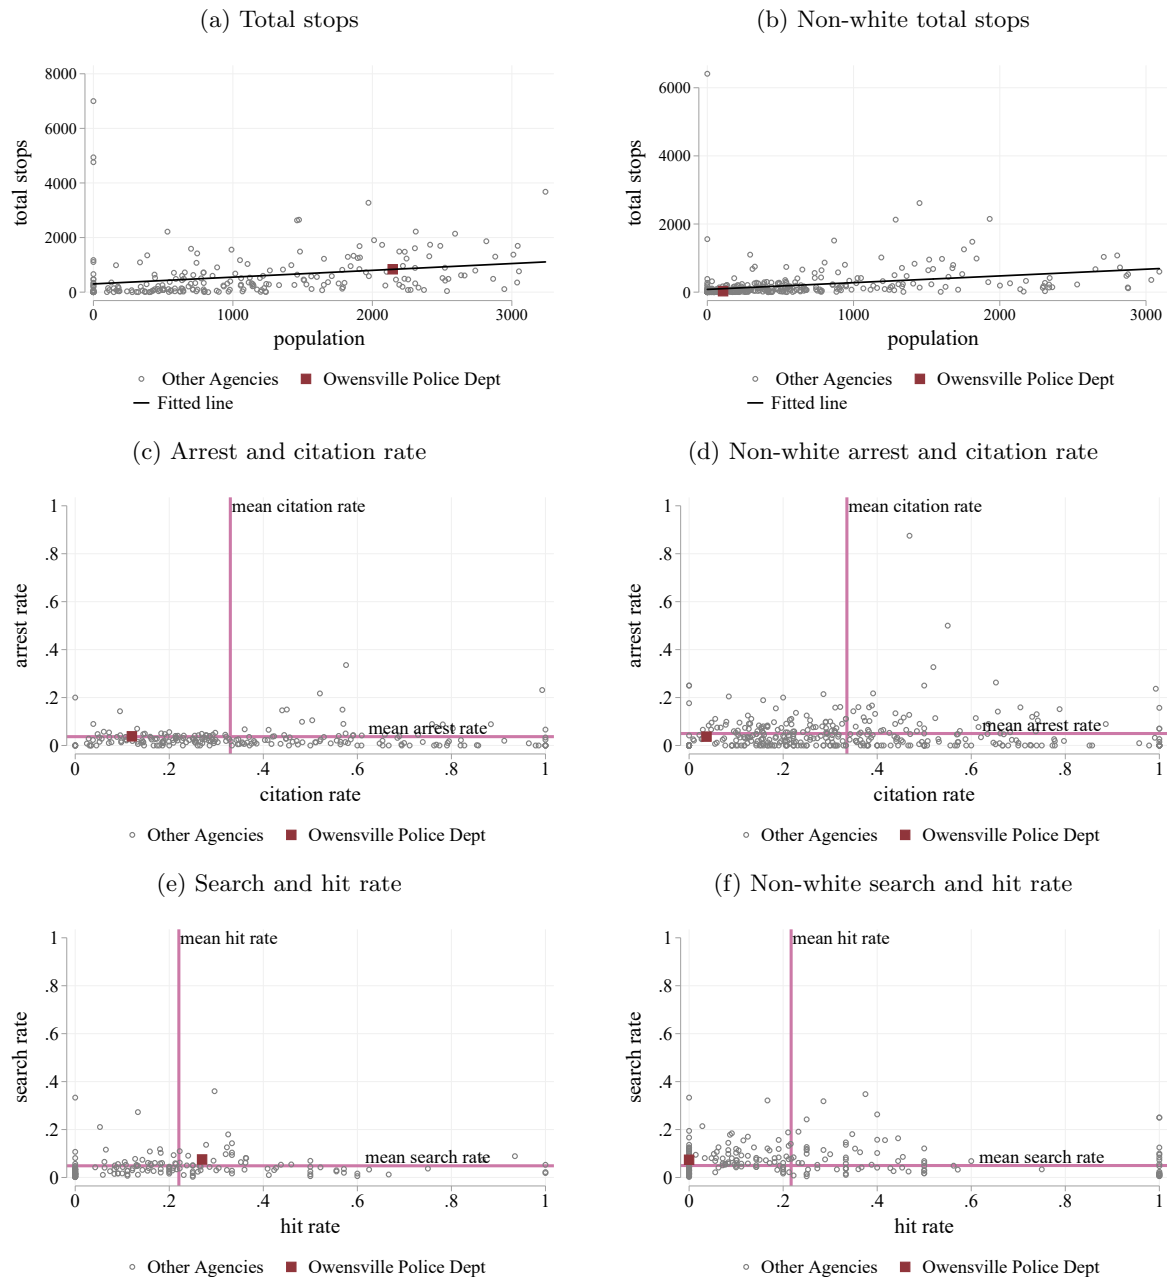 (a) Total stops
total stops
8000
6000
4000
2000
0
0 1000 2000 3000
population
Other Agencies Owensville Police Dept
Fitted line
(b) Non-white total stops
total stops
6000
4000
2000
0
0 1000 2000 3000
population
Other Agencies Owensville Police Dept
Fitted line
(c) Arrest and citation rate
arrest rate
1
.8
.6
.4
.2
0
mean citation rate
mean arrest rate
0 .2 .4 .6 .8 1
citation rate
Other Agencies Owensville Police Dept
(d) Non-white arrest and citation rate
arrest rate
1
.8
.6
.4
.2
0
mean citation rate
mean arrest rate
0 .2 .4 .6 .8 1
citation rate
Other Agencies Owensville Police Dept
(e) Search and hit rate
search rate
1
.8
.6
.4
.2
0
mean hit rate
mean search rate
0 .2 .4 .6 .8 1
hit rate
Other Agencies Owensville Police Dept
(f) Non-white search and hit rate
search rate
1
.8
.6
.4
.2
0
mean hit rate
mean search rate
0 .2 .4 .6 .8 1
hit rate
Other Agencies Owensville Police Dept